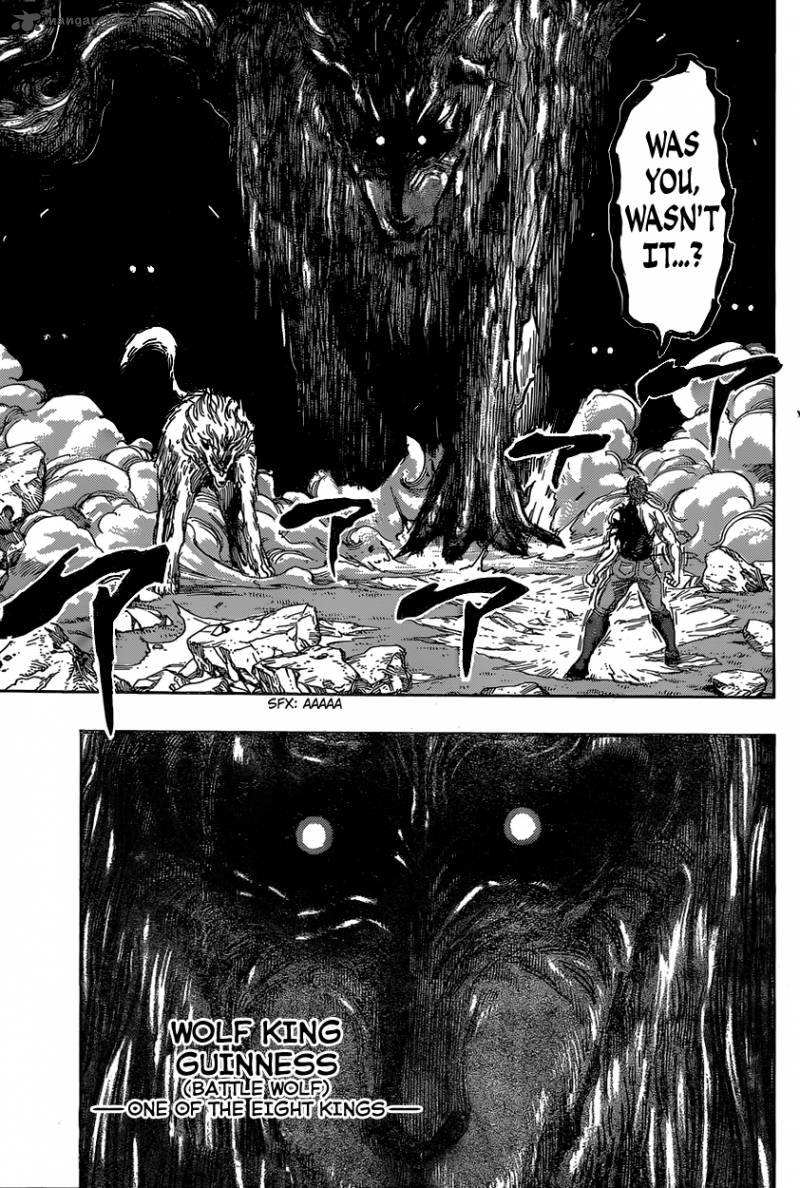 WAS
YOU,
WASN'T
IT...?
ア
ア
ア
ア
ア
SFX: AAAAA
WOLF KING
GUINNESS
(BATTLE WOLF)
—ONE OF THE EIGHT KINGS—